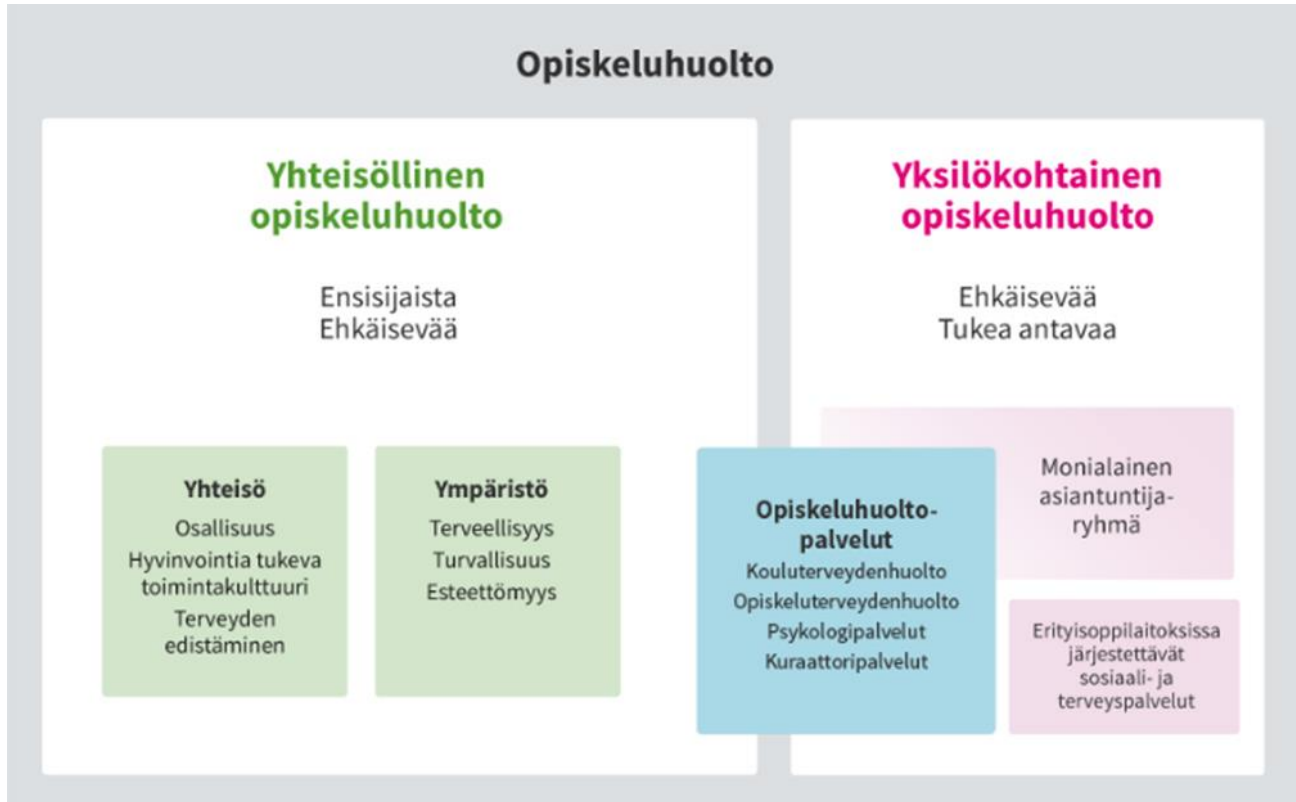 Opiskeluhuolto
Yhteisöllinen
opiskeluhuolto
Ensisijaista
Ehkäisevää
Yhteisö
Osallisuus
Hyvinvointia tukeva
toimintakulttuuri
Terveyden
edistäminen
Ympäristö
Terveellisyys
Turvallisuus
Esteettömyys
Opiskeluhuolto-
palvelut
Kouluterveydenhuolto
Opiskeluterveydenhuolto
Psykologipalvelut
Kuraattoripalvelut
Yksilökohtainen
opiskeluhuolto
Ehkäisevää
Tukea antavaa
Monialainen
asiantuntija-
ryhmä
Erityisoppilaitoksissa
järjestettävät
sosiaali- ja
terveyspalvelut